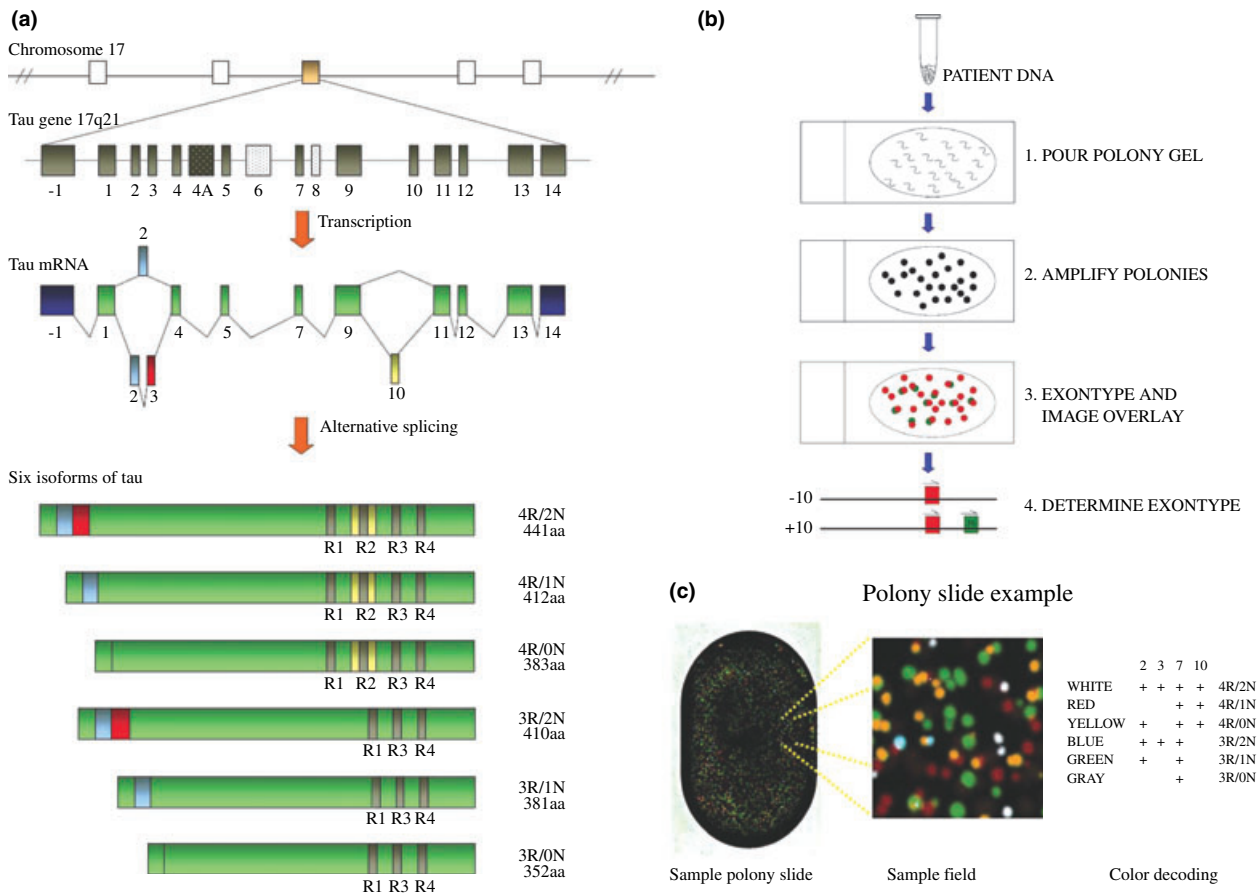 (a)
Chromosome 17
Tau gene 17q21
-1 1 2 3 4 4A 5 6 7 8 9 10 11 12 13 14
Transcription
2
Tau mRNA
-1 1 4 5 7 9 11 12 13 14
2 3 10
Alternative splicing
Six isoforms of tau
4R/2N
441aa
R1 R2 R3 R4
4R/1N
412aa
R1 R2 R3 R4
4R/0N
383aa
R1 R2 R3 R4
3R/2N
410aa
R1 R3 R4
3R/1N
381aa
R1 R3 R4
3R/0N
352aa
(b)
PATIENT DNA
1. POUR POLONY GEL
2. AMPLIFY POLONIES
3. EXONTYPE AND
IMAGE OVERLAY
-10
4. DETERMINE EXONTYPE
+10
(c)
Polony slide example
2 3 7 10
WHITE + + + + 4R/2N
RED + + 4R/1N
YELLOW + + + 4R/0N
BLUE + + + 3R/2N
GREEN + + 3R/1N
GRAY + 3R/0N
Sample polony slide Sample field Color decoding